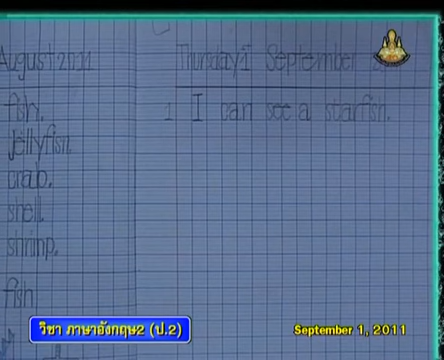 August 2011
fish.
jellyfish.
crab.
shell.
shrimp.
fish
Thursday 1 September
1 I can see a starfish.
วิชา ภาษาอังกฤษ2 (ป.2)
September 1, 2011